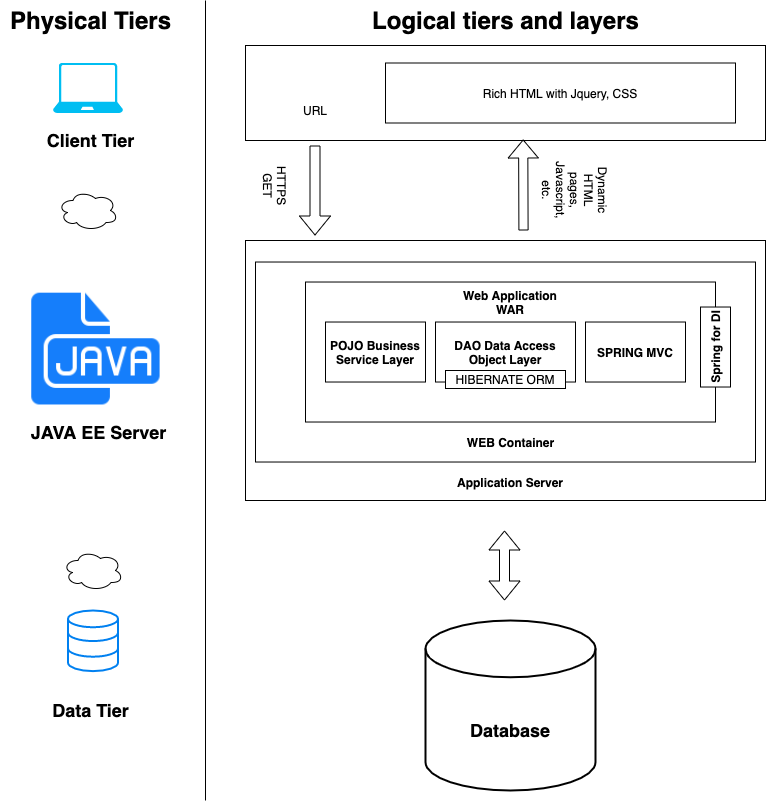 Physical Tiers
Logical tiers and layers
Client Tier
URL
Rich HTML with Jquery, CSS
HTTPS
GET
Dynamic
HTML
pages,
Javascript,
etc.
JAVA
JAVA EE Server
Web Application
WAR
POJO Business
Service Layer
DAO Data Access
Object Layer
HIBERNATE ORM
SPRING MVC
Spring for DI
WEB Container
Application Server
Data Tier
Database